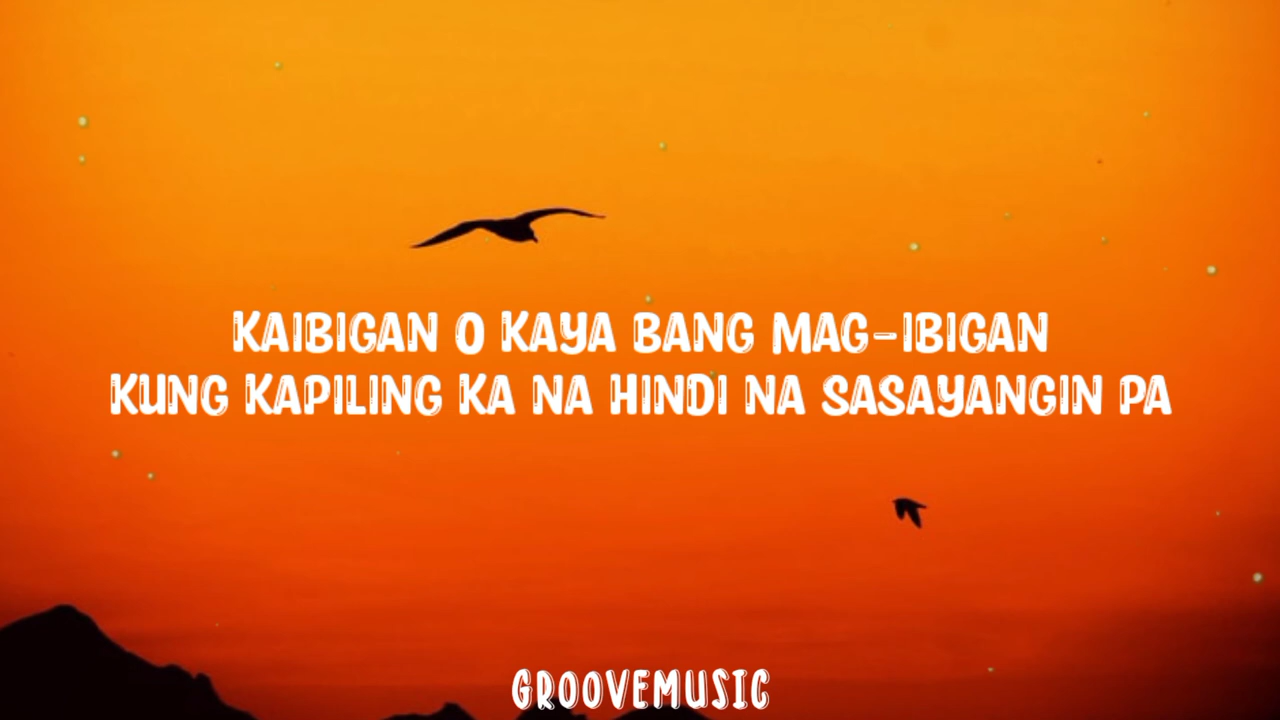 KAIBIGAN O KAYA BANG MAG-IBIGAN
KUNG KAPILING KA NA HINDI NA SASAYANGIN PA
GROOVEMUSIC